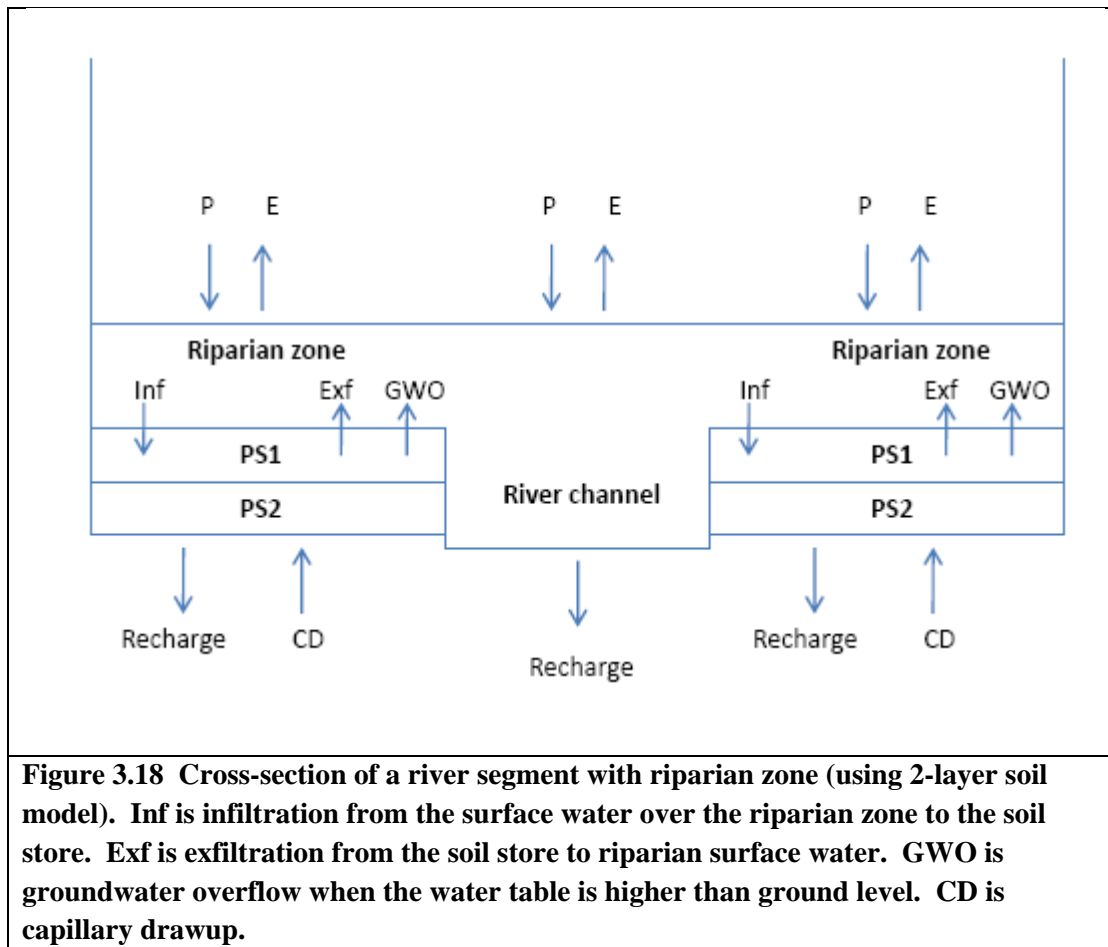 P E P E P E
Riparian zone Riparian zone
Inf Exf GWO Inf Exf GWO
PS1 PS1
River channel
PS2 PS2
Recharge CD Recharge CD
Recharge
Figure 3.18 Cross-section of a river segment with riparian zone (using 2-layer soil
model). Inf is infiltration from the surface water over the riparian zone to the soil
store. Exf is exfiltration from the soil store to riparian surface water. GWO is
groundwater overflow when the water table is higher than ground level. CD is
capillary drawup.